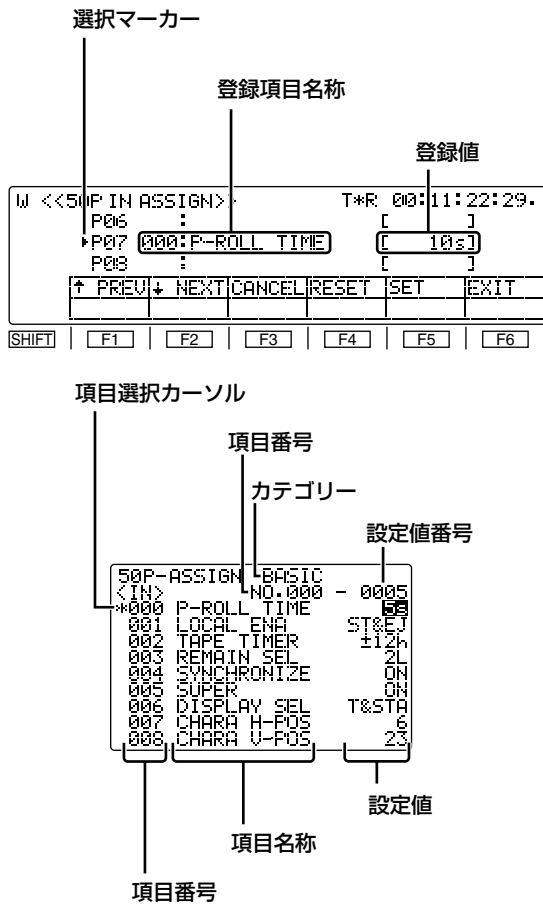 選択マーカー
登録項目名称
登録値
W <<50P IN ASSIGN>> T*R 00:11:22:29.
P06 : [ ]
P07 000:P-ROLL TIME [ 10s]
P08 : [ ]
↑ PREV ↓ NEXT CANCEL RESET SET EXIT
SHIFT F1 F2 F3 F4 F5 F6
項目選択カーソル
項目番号
カテゴリー
設定値番号
50P-ASSIGN BASIC
<IN> NO.000 - 0005
*000 P-ROLL TIME 5s
001 LOCAL ENA ST&EJ
002 TAPE TIMER ±12h
003 REMAIN SEL 2L
004 SYNCHRONIZE ON
005 SUPER ON
006 DISPLAY SEL T&STA
007 CHARA H-POS 6
008 CHARA V-POS 23
設定値
項目名称
項目番号